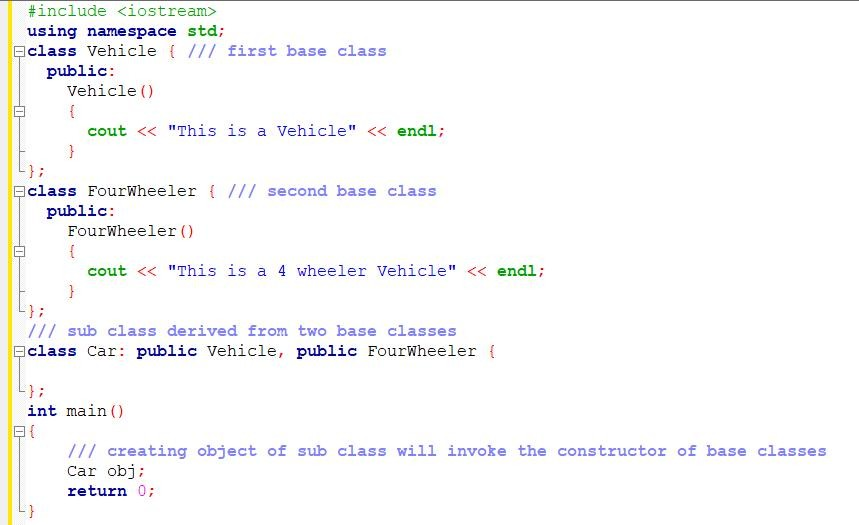 #include <iostream>
using namespace std;
class Vehicle { /// first base class
  public:
    Vehicle()
    {
      cout << "This is a Vehicle" << endl;
    }
};
class FourWheeler { /// second base class
  public:
    FourWheeler()
    {
      cout << "This is a 4 wheeler Vehicle" << endl;
    }
};
/// sub class derived from two base classes
class Car: public Vehicle, public FourWheeler {

};
int main()
{
    /// creating object of sub class will invoke the constructor of base classes
    Car obj;
    return 0;
}